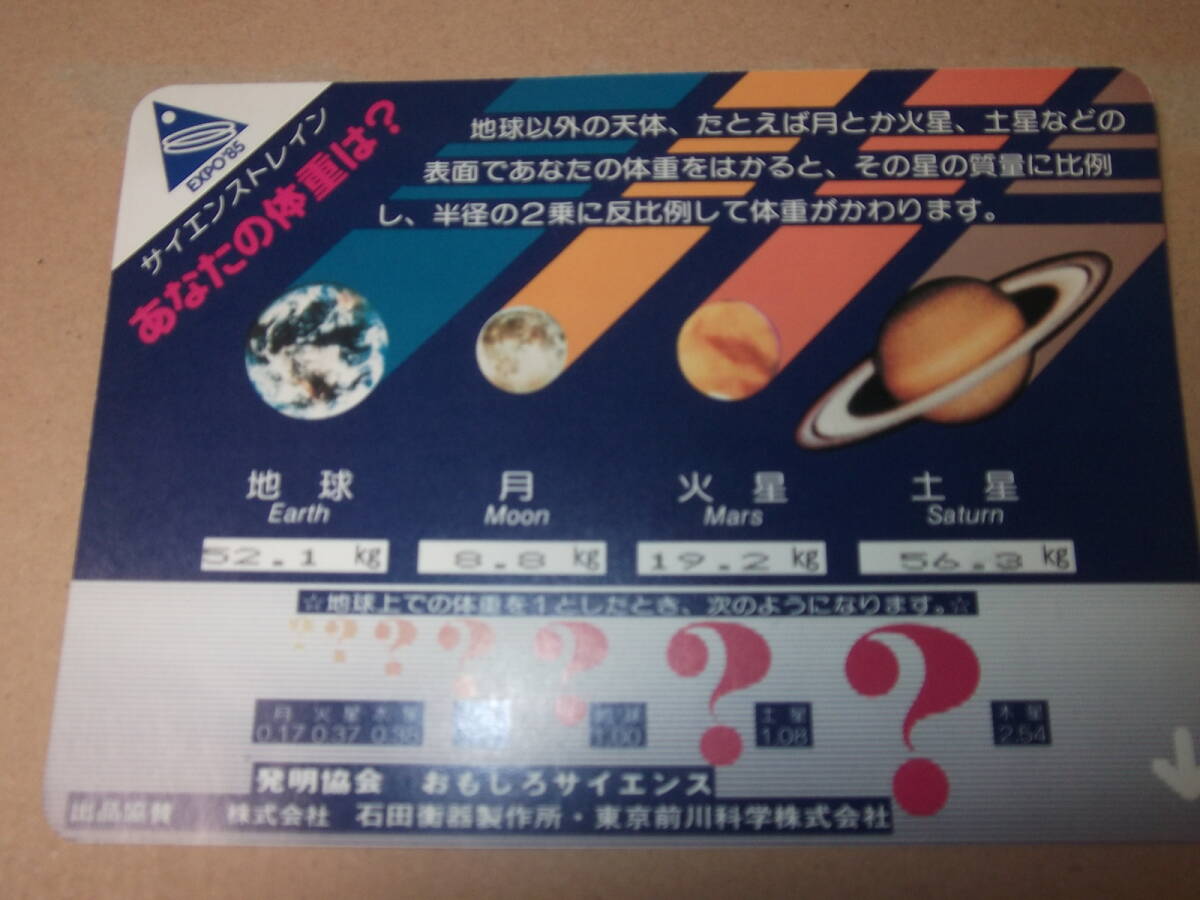 EXPO'85
サイエンストレイン
あなたの体重は?
地球以外の天体、たとえば月とか火星、土星などの
表面であなたの体重をはかると、その星の質量に比例
し、半径の2乗に反比例して体重がかわります。
地球 月 火星 土星
Earth Moon Mars Saturn
52.1 kg 8.8 kg 19.2 kg 56.3 kg
☆地球上での体重を1としたとき、次のようになります。☆
月 火星 土星 木星
0.17 0.37 0.38 1.00 1.08 2.54
発明協会 おもしろサイエンス
出品協賛 株式会社 石田衡器製作所・東京前川科学株式会社